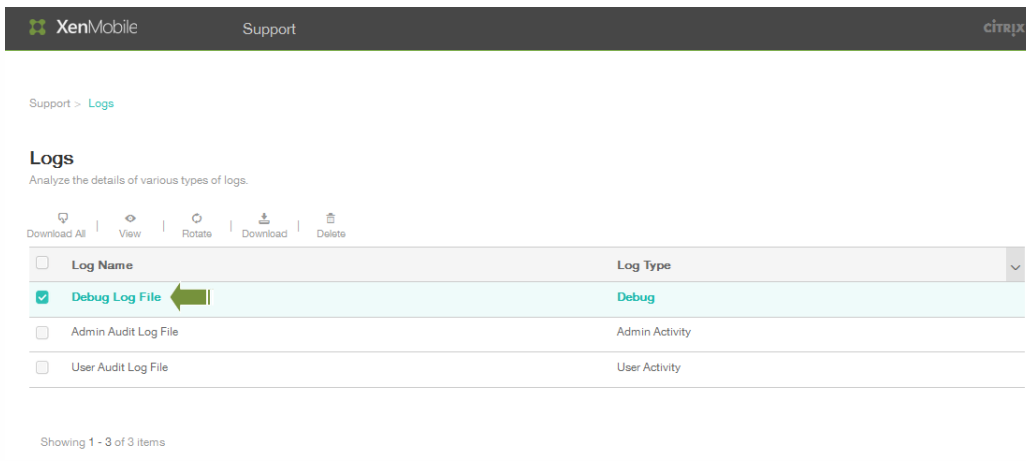 XenMobile Support CITRIX
Support > Logs
Logs
Analyze the details of various types of logs.
Download All | View | Rotate | Download | Delete
Log Name Log Type
Debug Log File Debug
Admin Audit Log File Admin Activity
User Audit Log File User Activity
Showing 1 - 3 of 3 items